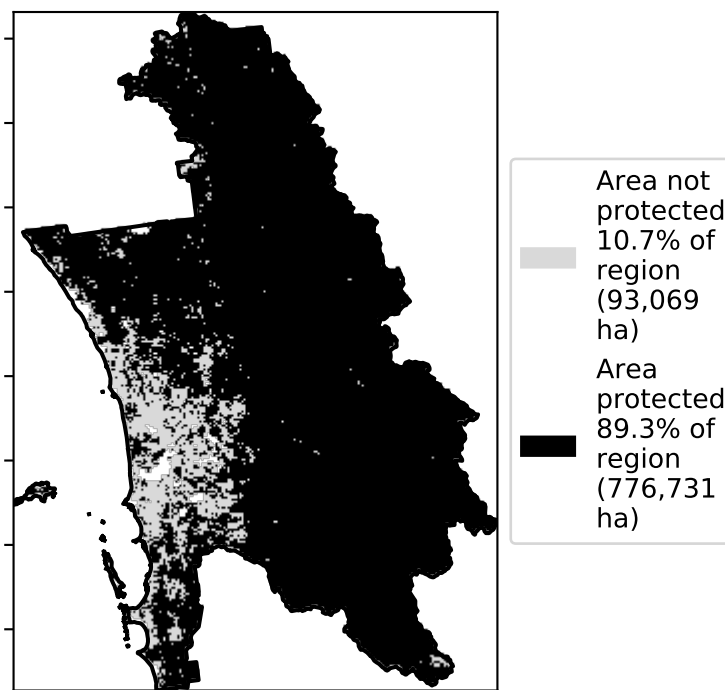 Area not
protected
10.7% of
region
(93,069
ha)
Area
protected
89.3% of
region
(776,731
ha)